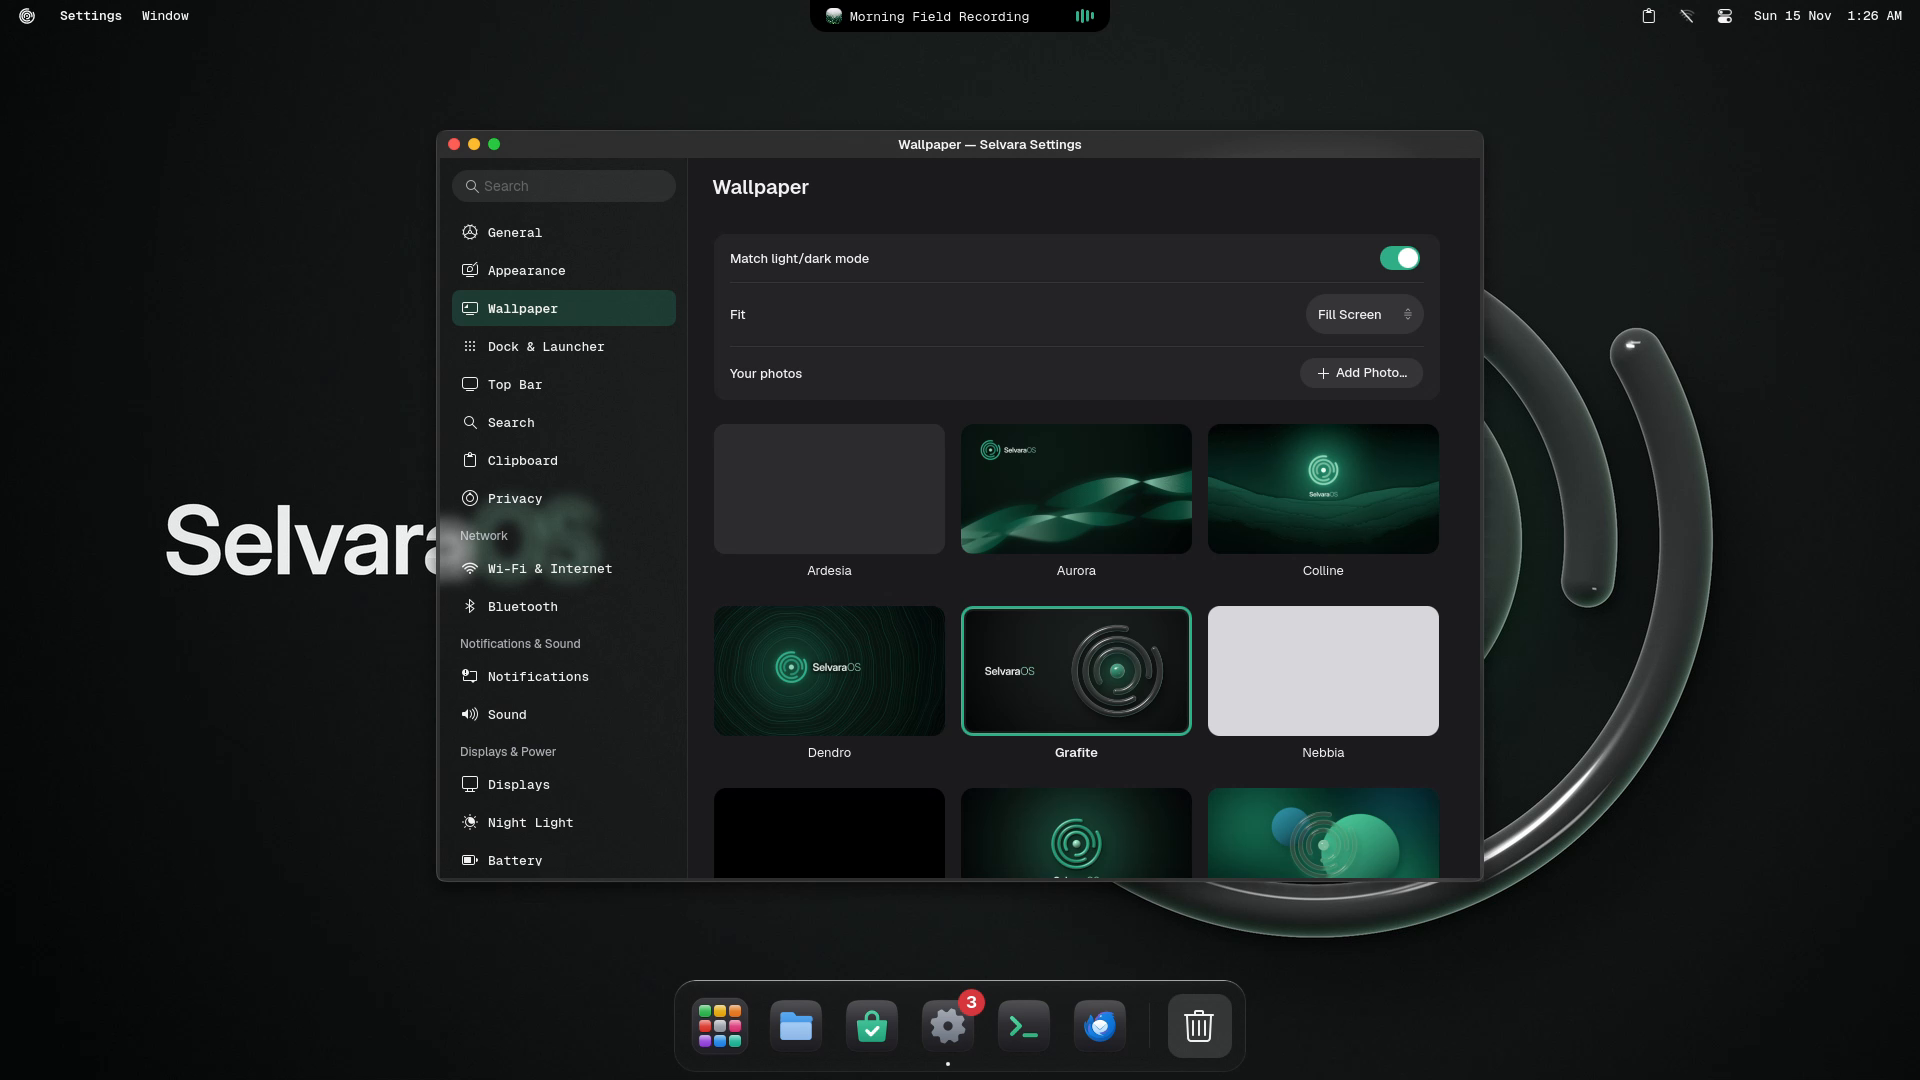 Settings Window
Morning Field Recording
Sun 15 Nov 1:26 AM
Wallpaper — Selvara Settings
Search
General
Appearance
Wallpaper
Dock & Launcher
Top Bar
Search
Clipboard
Privacy
Network
Wi-Fi & Internet
Bluetooth
Notifications & Sound
Notifications
Sound
Displays & Power
Displays
Night Light
Battery
Wallpaper
Match light/dark mode
Fit
Fill Screen
Your photos
Add Photo...
SelvaraOS
SelvaraOS
Ardesia
Aurora
Colline
SelvaraOS
SelvaraOS
Dendro
Grafite
Nebbia
SelvaraOS
3